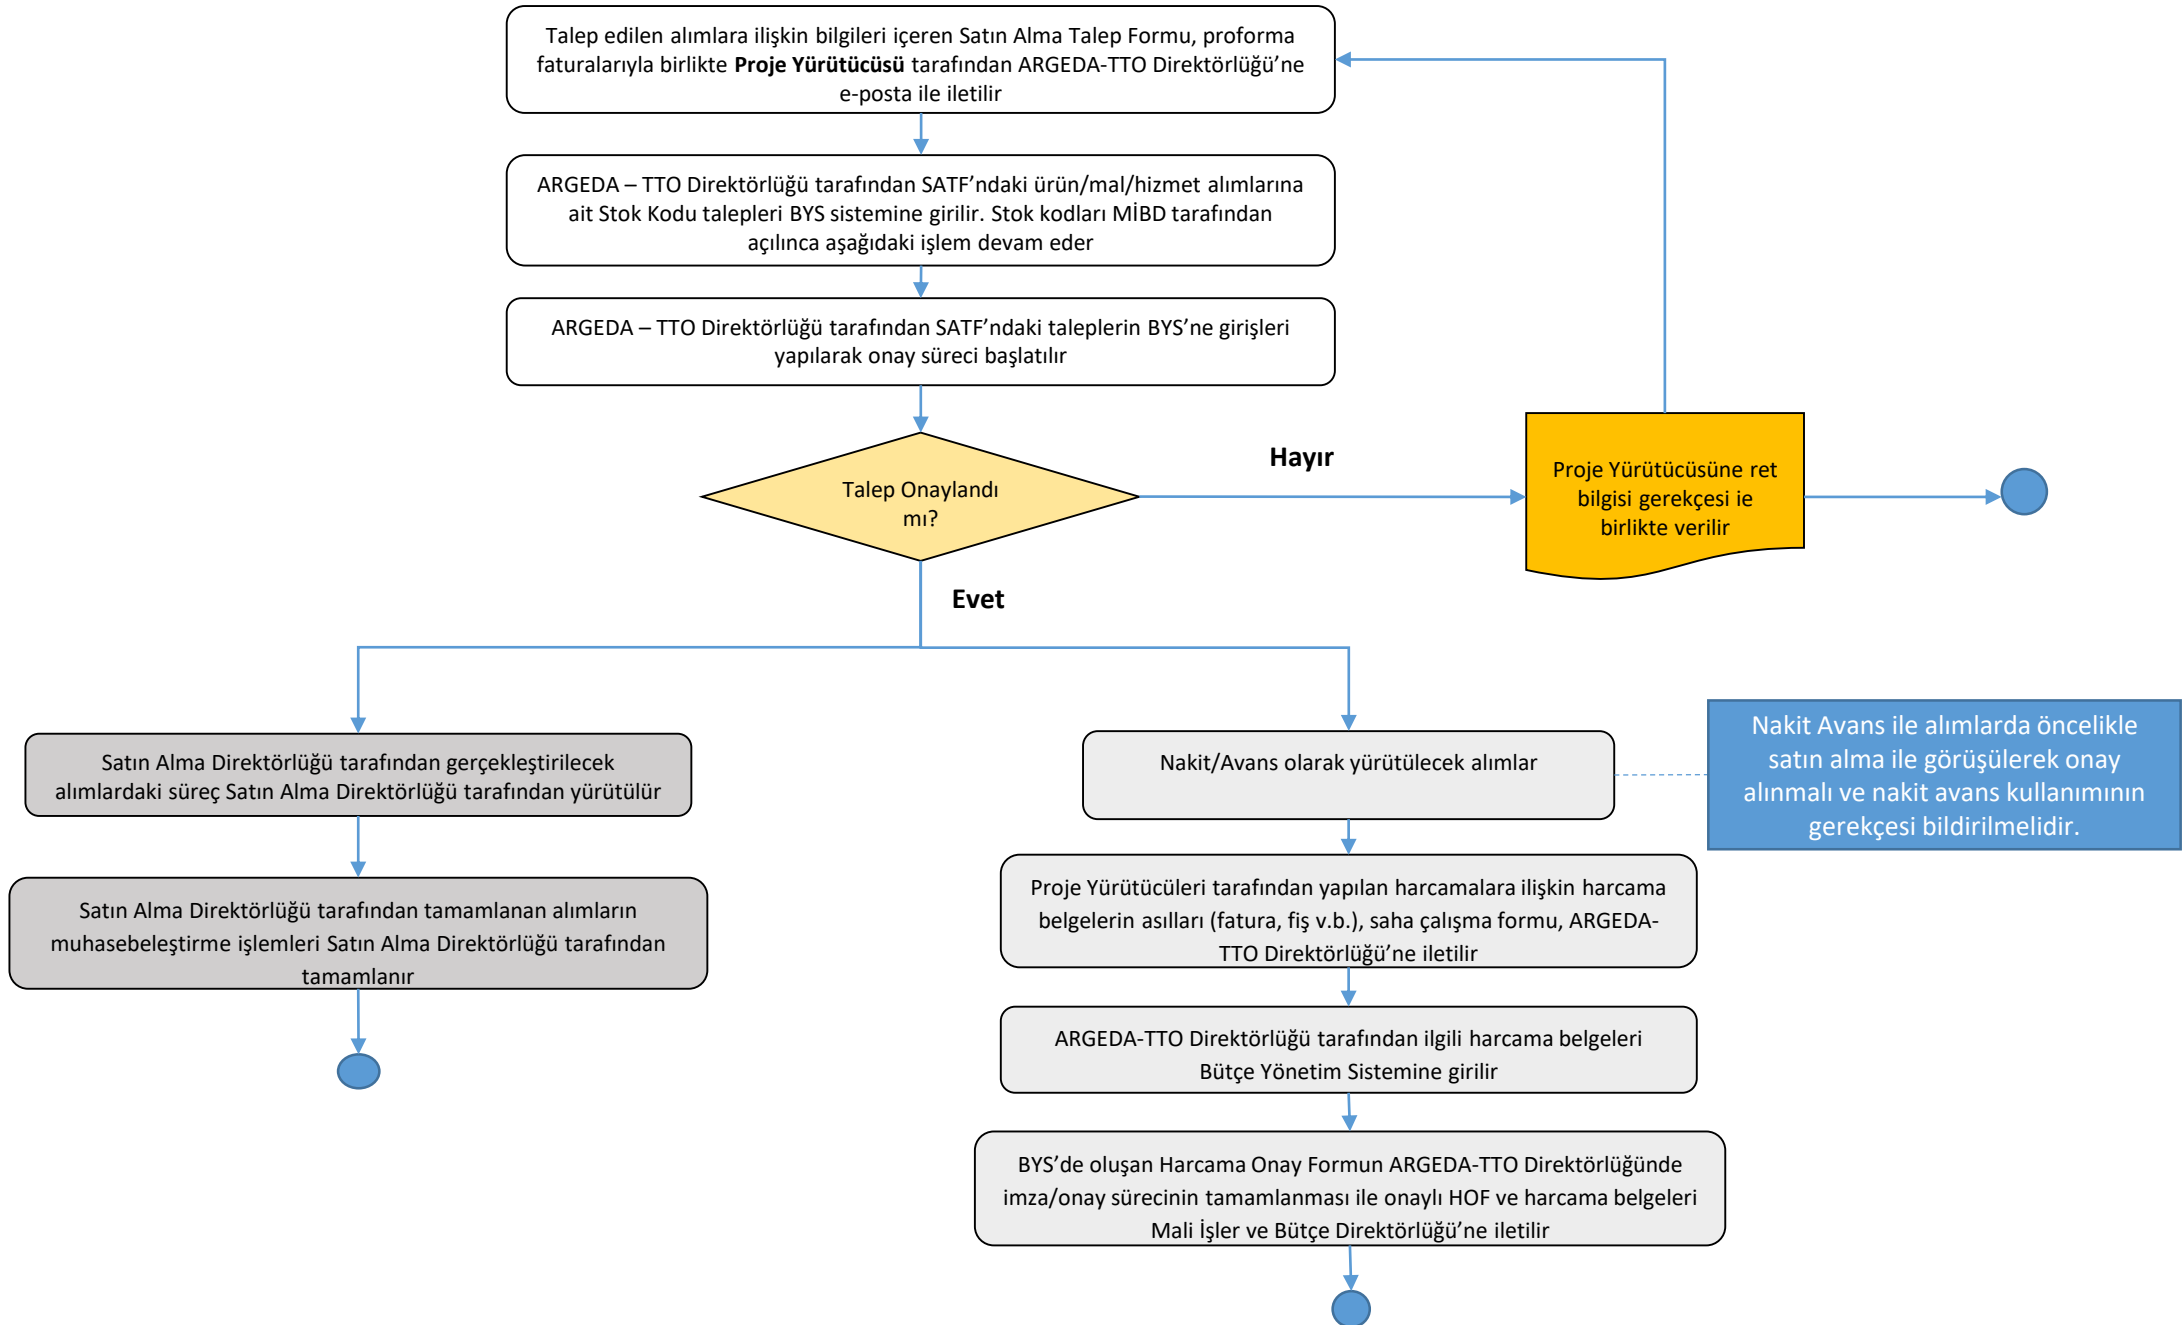 Talep edilen alımlara ilişkin bilgileri içeren Satın Alma Talep Formu, proforma
faturalarıyla birlikte Proje Yürütücüsü tarafından ARGEDA-TTO Direktörlüğü’ne
e-posta ile iletilir
ARGEDA – TTO Direktörlüğü tarafından SATF’ndaki ürün/mal/hizmet alımlarına
ait Stok Kodu talepleri BYS sistemine girilir. Stok kodları MİBD tarafından
açılınca aşağıdaki işlem devam eder
ARGEDA – TTO Direktörlüğü tarafından SATF’ndaki taleplerin BYS’ne girişleri
yapılarak onay süreci başlatılır
Talep Onaylandı
mı?
Hayır
Proje Yürütücüsüne ret
bilgisi gerekçesi ie
birlikte verilir
Evet
Satın Alma Direktörlüğü tarafından gerçekleştirilecek
alımlardaki süreç Satın Alma Direktörlüğü tarafından yürütülür
Satın Alma Direktörlüğü tarafından tamamlanan alımların
muhasebeleştirme işlemleri Satın Alma Direktörlüğü tarafından
tamamlanır
Nakit/Avans olarak yürütülecek alımlar
Nakit Avans ile alımlarda öncelikle
satın alma ile görüşülerek onay
alınmalı ve nakit avans kullanımının
gerekçesi bildirilmelidir.
Proje Yürütücüleri tarafından yapılan harcamalara ilişkin harcama
belgelerin asılları (fatura, fiş v.b.), saha çalışma formu, ARGEDA-
TTO Direktörlüğü’ne iletilir
ARGEDA-TTO Direktörlüğü tarafından ilgili harcama belgeleri
Bütçe Yönetim Sistemine girilir
BYS’de oluşan Harcama Onay Formun ARGEDA-TTO Direktörlüğünde
imza/onay sürecinin tamamlanması ile onaylı HOF ve harcama belgeleri
Mali İşler ve Bütçe Direktörlüğü’ne iletilir